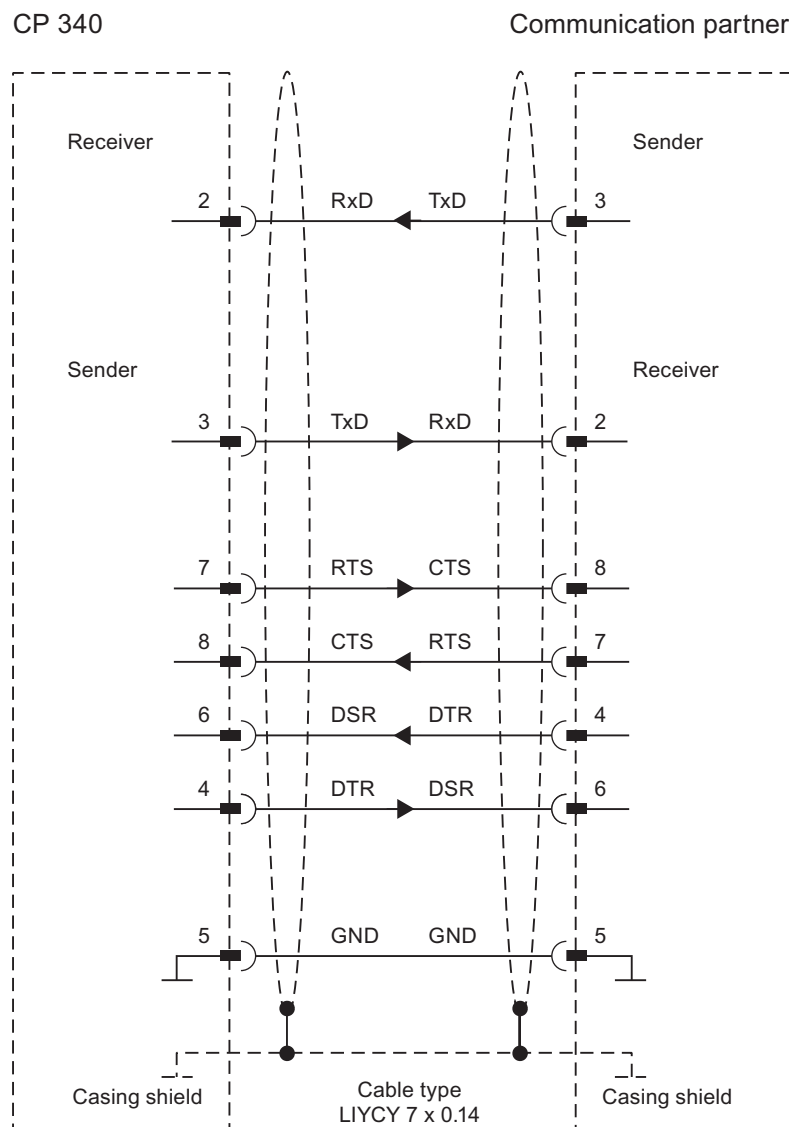 CP 340 Communication partner
Receiver Sender
2 RxD TxD 3
Sender Receiver
3 TxD RxD 2
7 RTS CTS 8
8 CTS RTS 7
6 DSR DTR 4
4 DTR DSR 6
5 GND GND 5
Casing shield Cable type Casing shield
LIYCY 7 x 0.14